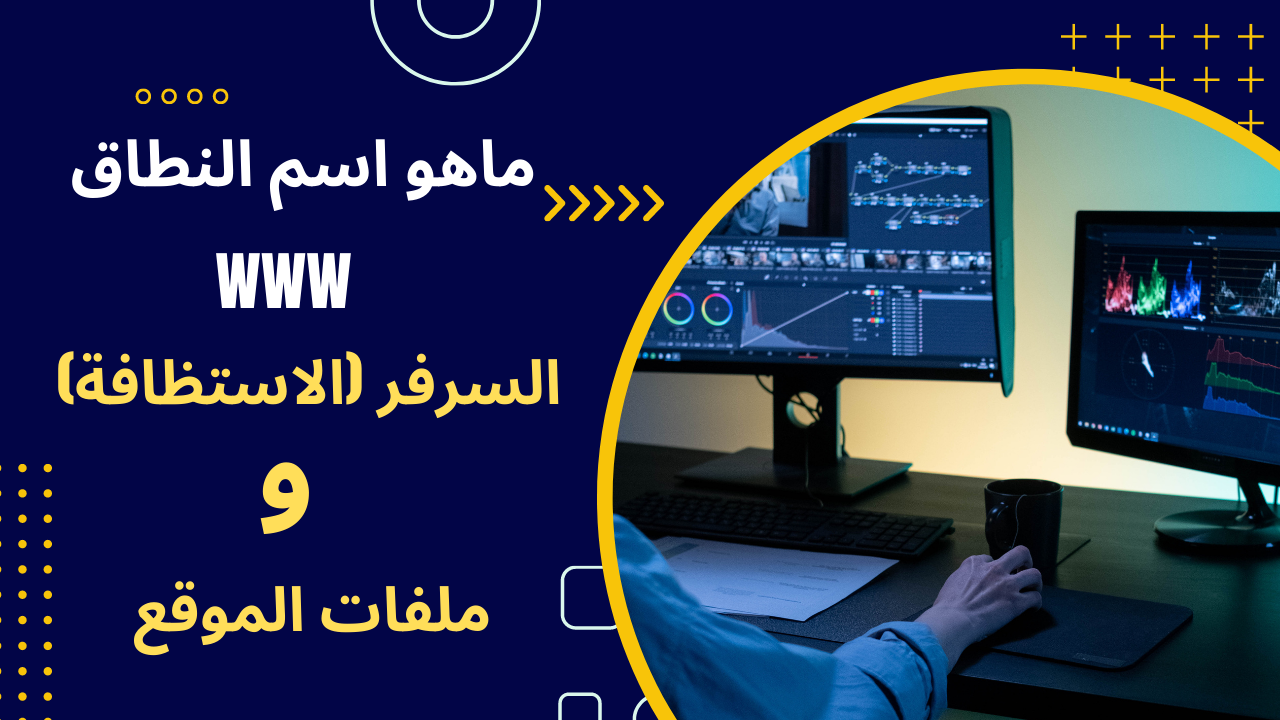 ماهو اسم النطاق
WWW
السرفر (الاستظافة)
و
ملفات الموقع